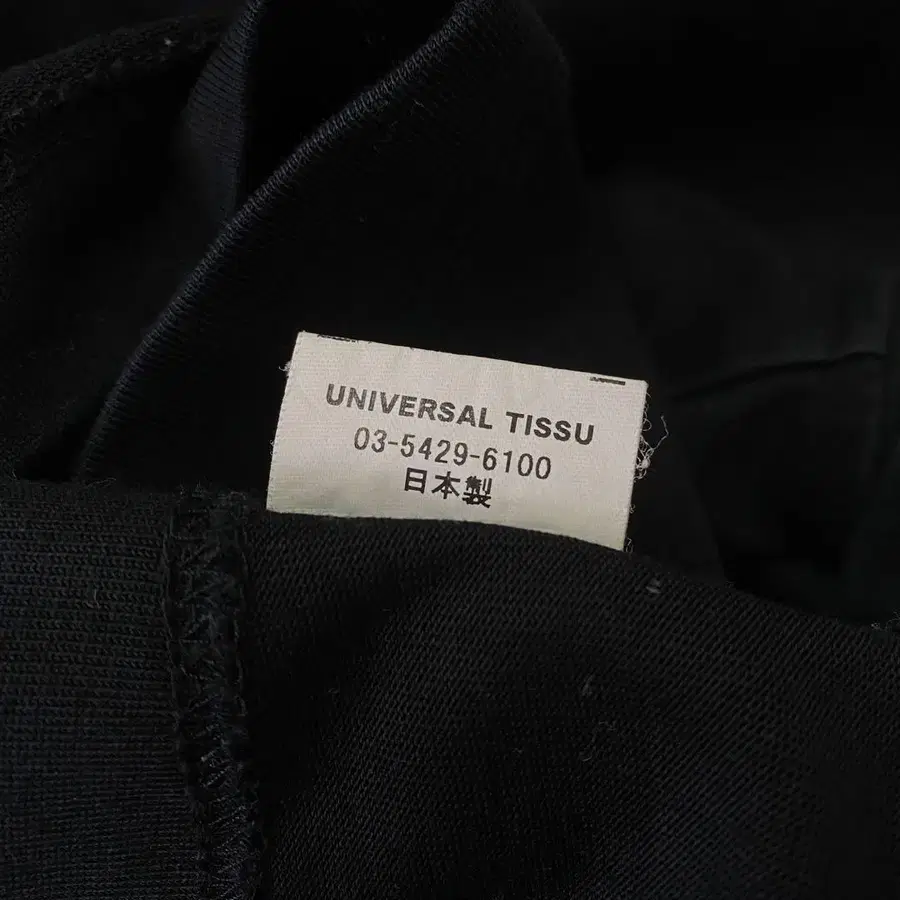 UNIVERSAL TISSU
03-5429-6100
日本製